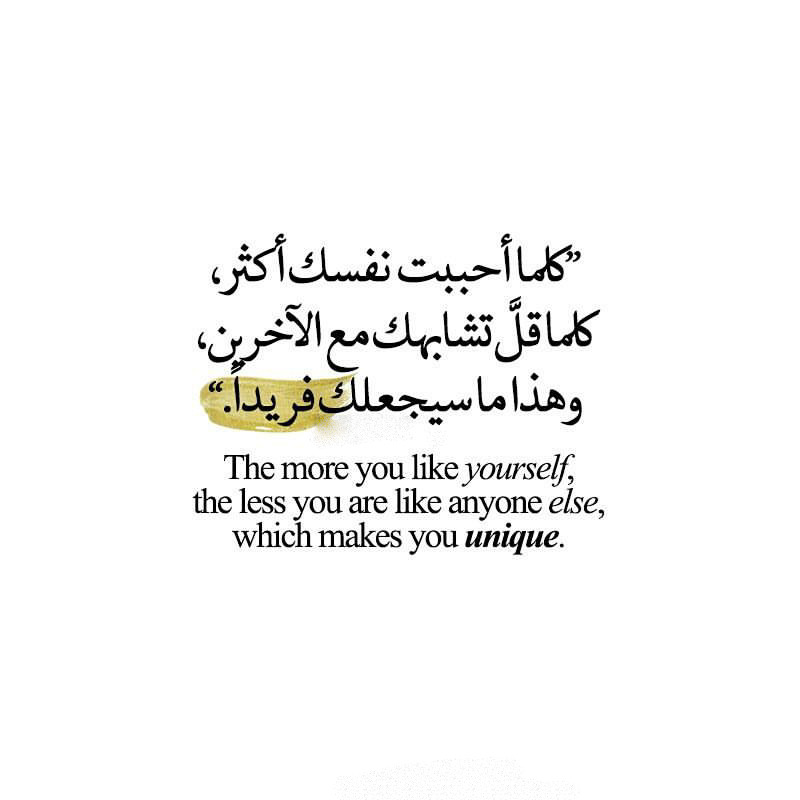 ”كلما أحببت نفسك أكثر،
كلما قلَّ تشابهك مع الآخرين،
وهذا ما سيجعلك فريداً.“
The more you like yourself,
the less you are like anyone else,
which makes you unique.